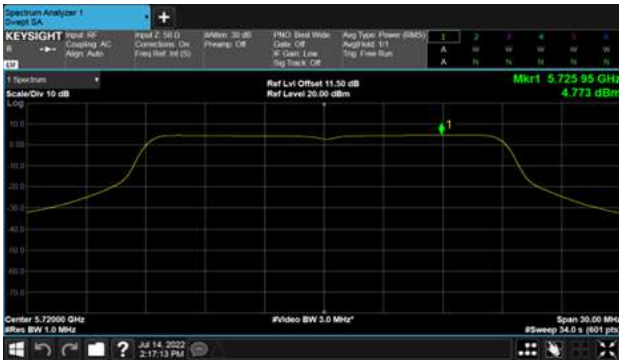 Spectrum Analyzer 1
Swept SA
+
KEYSIGHT Input: RF Input Z: 50 Ω #Atten: 30 dB PNO: Best Wide Avg Type: Power (RMS) 1 2 3 4 5 6
R Coupling: AC Corrections: On Preamp: Off Gate: Off Avg|Hold: 1/1 A W W W W W
Align: Auto Freq Ref: Int (S) IF Gain: Low Trig: Free Run
Sig Track: Off A N N N N N
1 Spectrum
Ref Lvl Offset 11.50 dB Mkr1 5.725 95 GHz
Scale/Div 10 dB Ref Level 20.00 dBm 4.773 dBm
Log
10.0
1
0.00
-10.0
-20.0
-30.0
-40.0
-50.0
-60.0
-70.0
Center 5.72000 GHz #Video BW 3.0 MHz* Span 30.00 MHz
#Res BW 1.0 MHz #Sweep 34.0 s (601 pts)
? Jul 14, 2022
2:17:13 PM